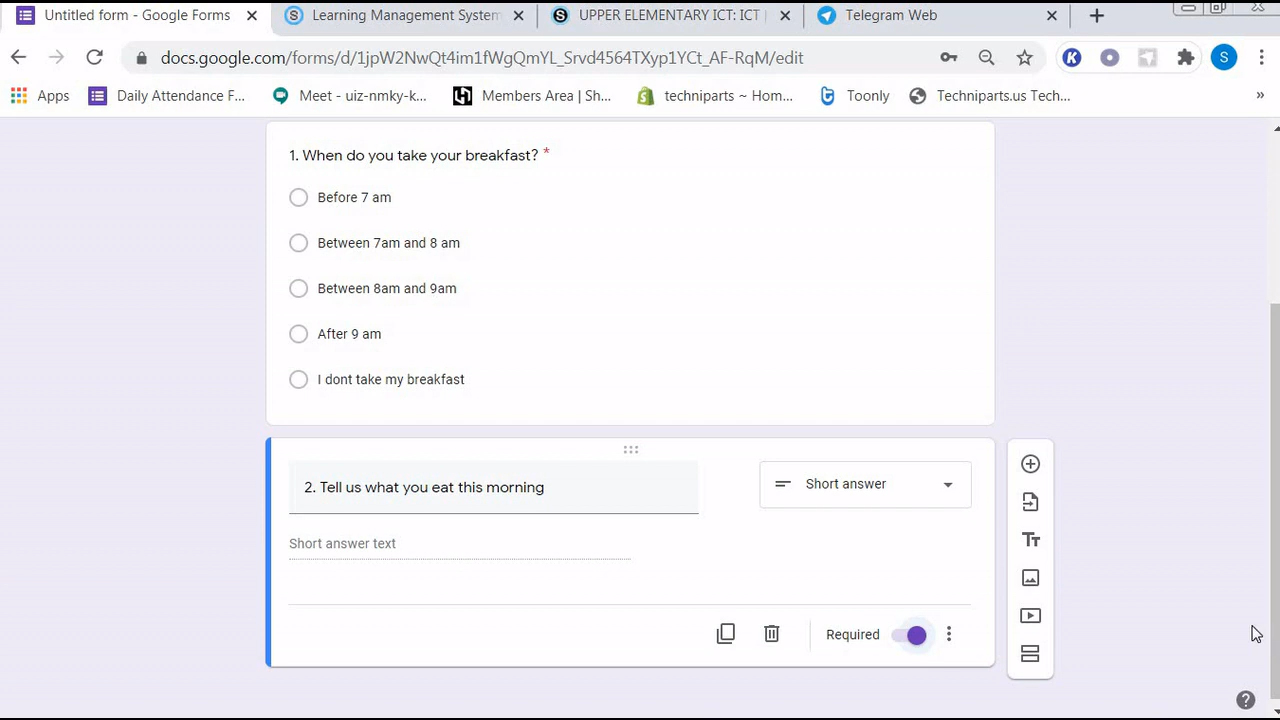 Untitled form - Google Forms
Learning Management System
UPPER ELEMENTARY ICT: ICT
Telegram Web
docs.google.com/forms/d/1JpW2NwQt4im1fWgQmYL_Srvd4564TXyp1YCt_AF-RqM/edit
S
Apps
Daily Attendance F...
Meet - uiz-nmky-k...
Members Area | Sh...
techniparts ~ Hom...
Toonly
Techniparts.us Tech...
»
1. When do you take your breakfast? *
Before 7 am
Between 7am and 8 am
Between 8am and 9am
After 9 am
I dont take my breakfast
2. Tell us what you eat this morning
Short answer
Short answer text
Required